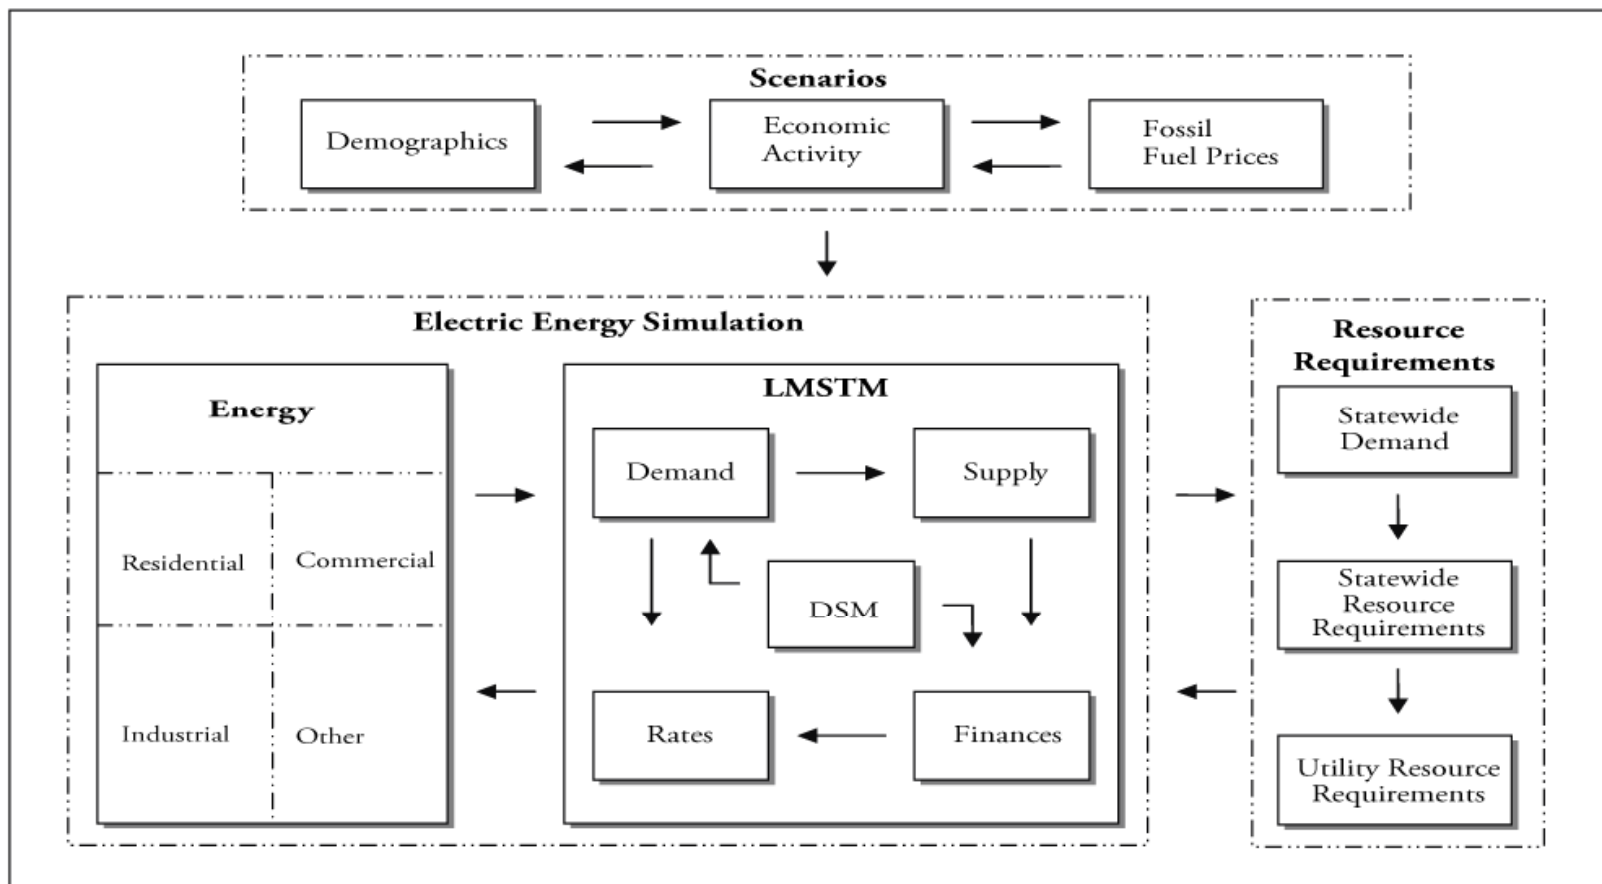 Scenarios
Demographics
Economic
Activity
Fossil
Fuel Prices
Electric Energy Simulation
Energy
Residential
Commercial
Industrial
Other
LMSTM
Demand
Supply
DSM
Rates
Finances
Resource
Requirements
Statewide
Demand
Statewide
Resource
Requirements
Utility Resource
Requirements